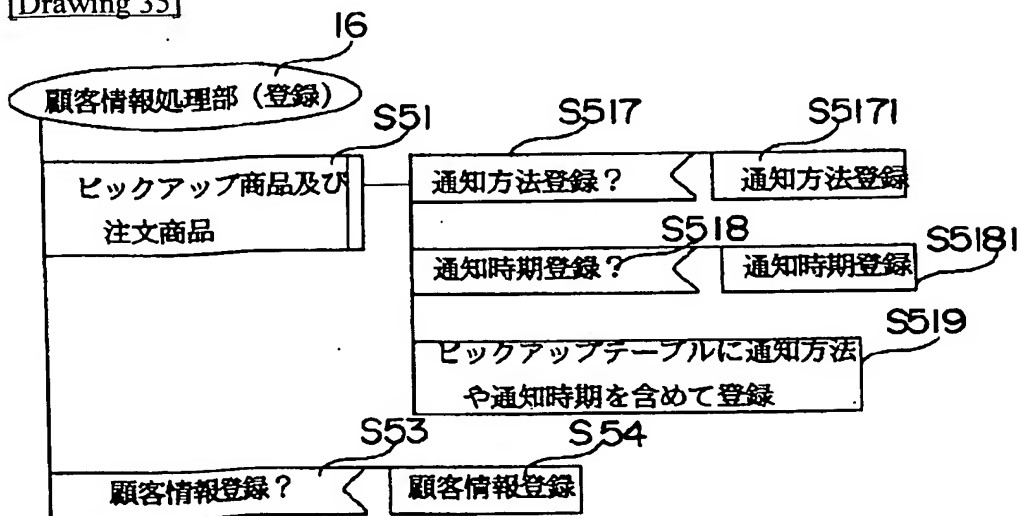 [Drawing 35]
16
顧客情報処理部（登録）
S51
S517
S5171
ピックアップ商品及び
注文商品
通知方法登録？
通知方法登録
S518
S5181
通知時期登録？
通知時期登録
S519
ピックアップテーブルに通知方法
や通知時期を含めて登録
S53
S54
顧客情報登録？
顧客情報登録